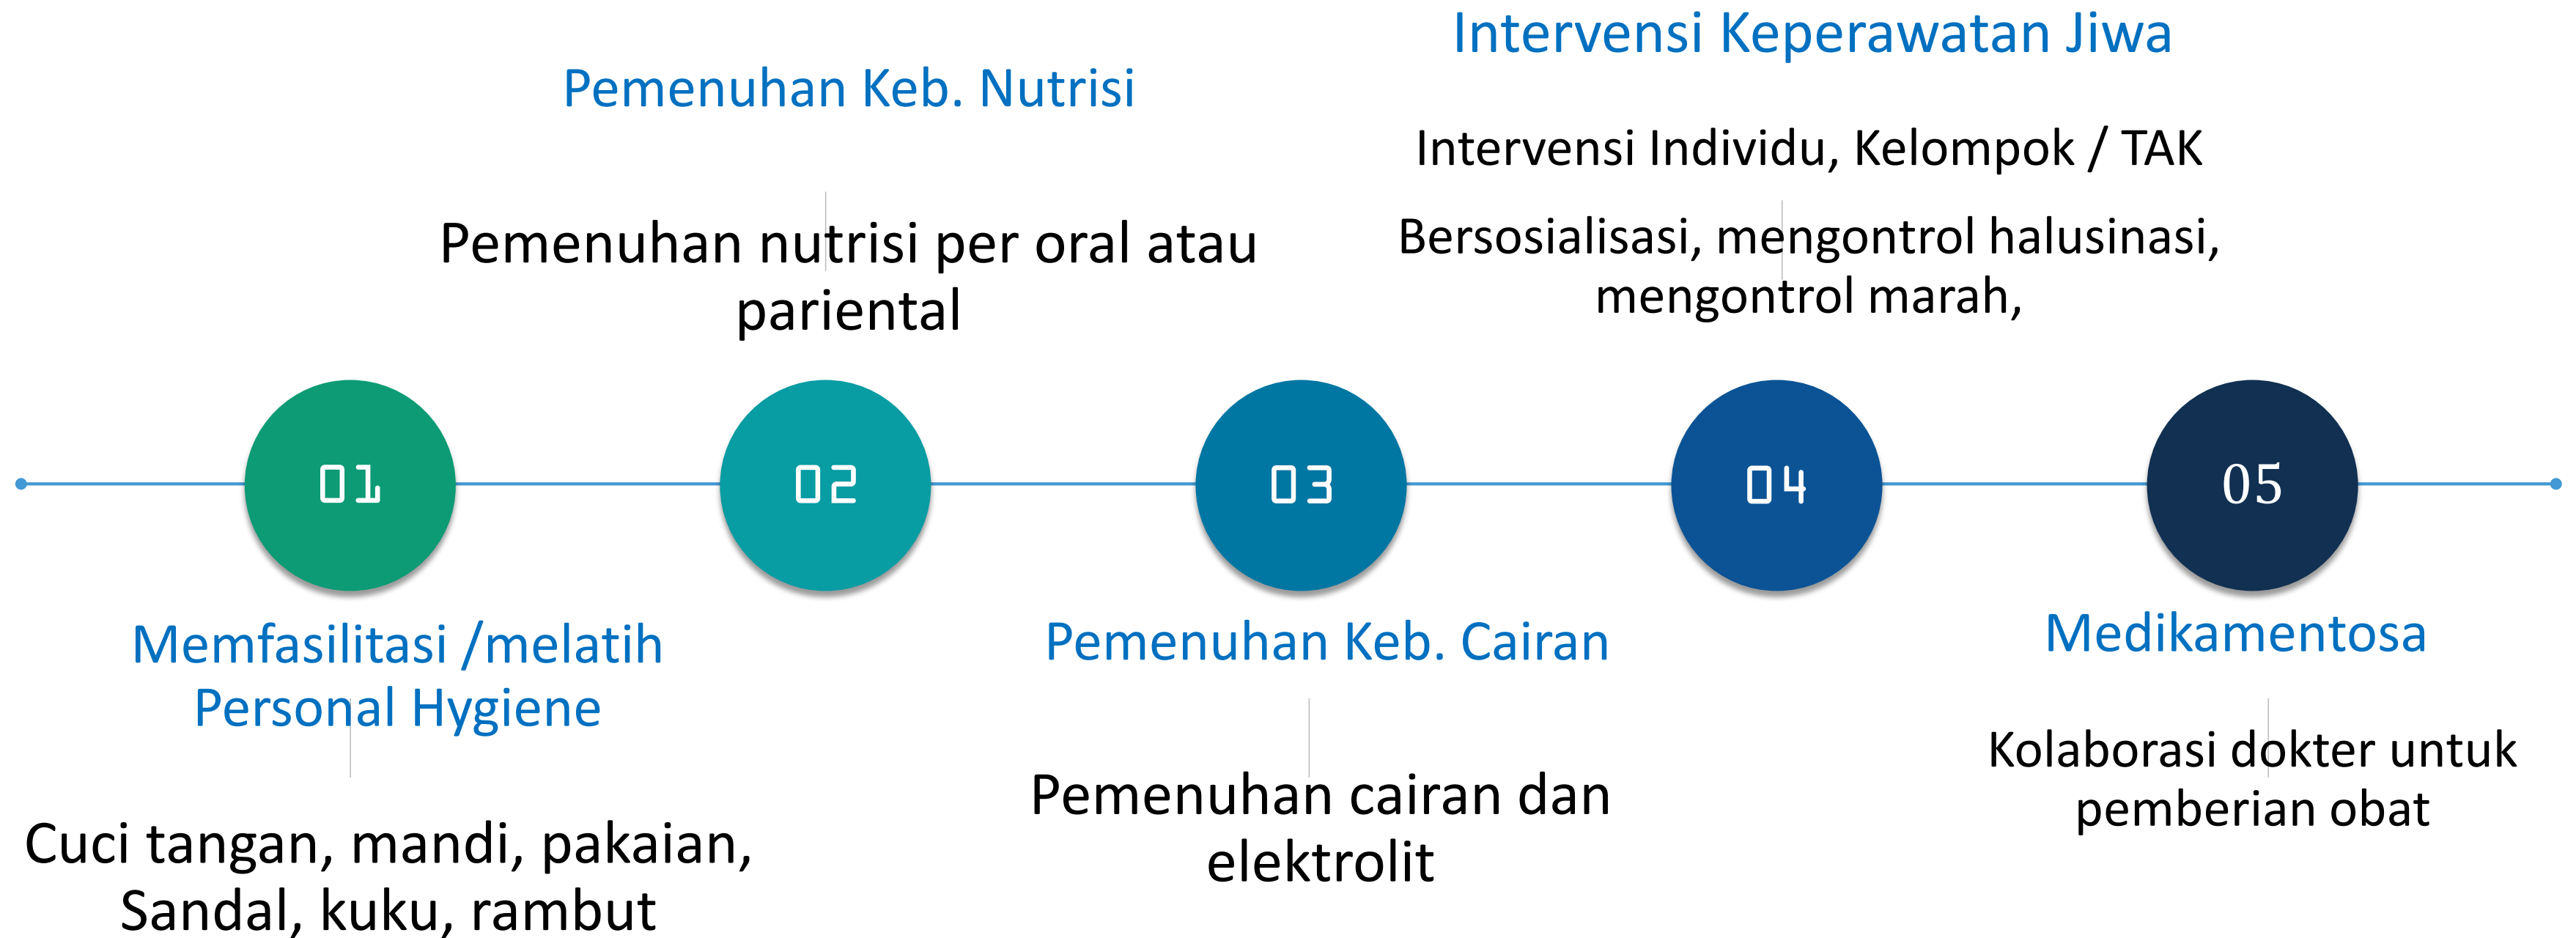 Intervensi Keperawatan Jiwa
Pemenuhan Keb. Nutrisi
Intervensi Individu, Kelompok / TAK
Pemenuhan nutrisi per oral atau
pariental
Bersosialisasi, mengontrol halusinasi,
mengontrol marah,
01
02
03
04
05
Memfasilitasi /melatih
Personal Hygiene
Pemenuhan Keb. Cairan
Medikamentosa
Cuci tangan, mandi, pakaian,
Sandal, kuku, rambut
Pemenuhan cairan dan
elektrolit
Kolaborasi dokter untuk
pemberian obat